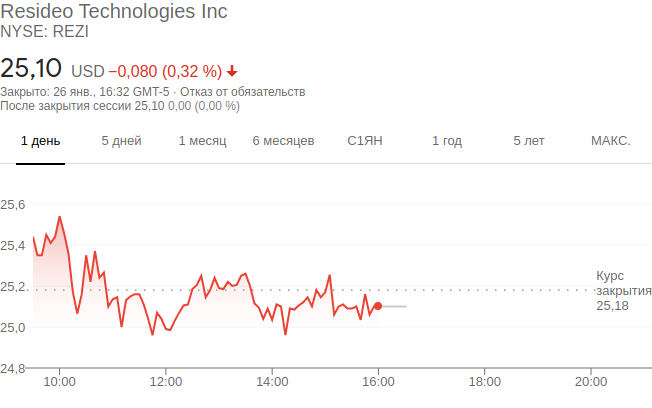 Resideo Technologies Inc
NYSE: REZI
25,10 USD −0,080 (0,32 %)
Закрыто: 26 янв., 16:32 GMT-5 · Отказ от обязательств
После закрытия сессии 25,10 0,00 (0,00 %)
1 день 5 дней 1 месяц 6 месяцев С1ЯН 1 год 5 лет МАКС.
25,6
25,4
25,2
25,0
24,8
Курс
закрытия
25,18
10:00 12:00 14:00 16:00 18:00 20:00